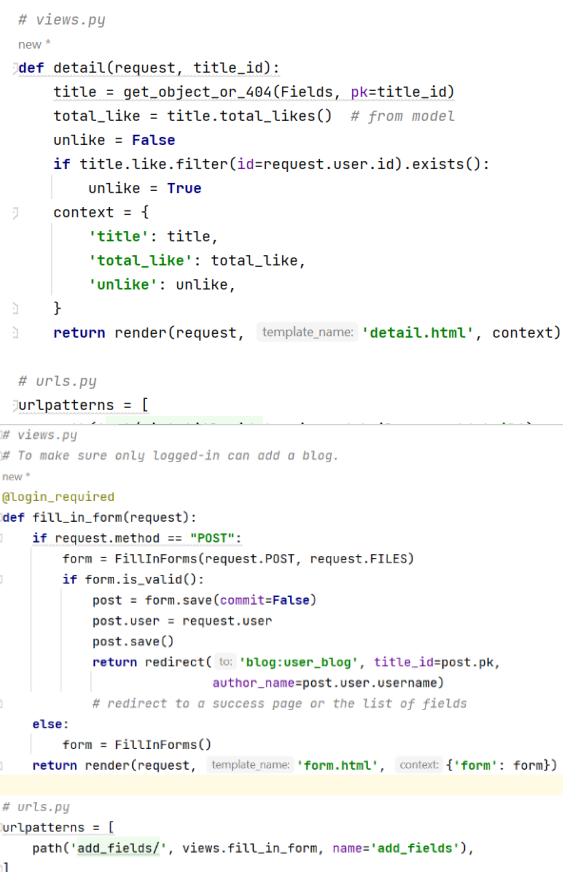 # views.py
new *
def detail(request, title_id):
    title = get_object_or_404(Fields, pk=title_id)
    total_like = title.total_likes()  # from model
    unlike = False
    if title.like.filter(id=request.user.id).exists():
        unlike = True
    context = {
        'title': title,
        'total_like': total_like,
        'unlike': unlike,
    }
    return render(request, template_name: 'detail.html', context)
# urls.py
urlpatterns = [
# views.py
# To make sure only logged-in can add a blog.
new *
@login_required
def fill_in_form(request):
    if request.method == "POST":
        form = FillInForms(request.POST, request.FILES)
        if form.is_valid():
            post = form.save(commit=False)
            post.user = request.user
            post.save()
            return redirect( to: 'blog:user_blog', title_id=post.pk,
                            author_name=post.user.username)
            # redirect to a success page or the list of fields
    else:
        form = FillInForms()
    return render(request, template_name: 'form.html', context: {'form': form})
# urls.py
urlpatterns = [
    path('add_fields/', views.fill_in_form, name='add_fields'),
]